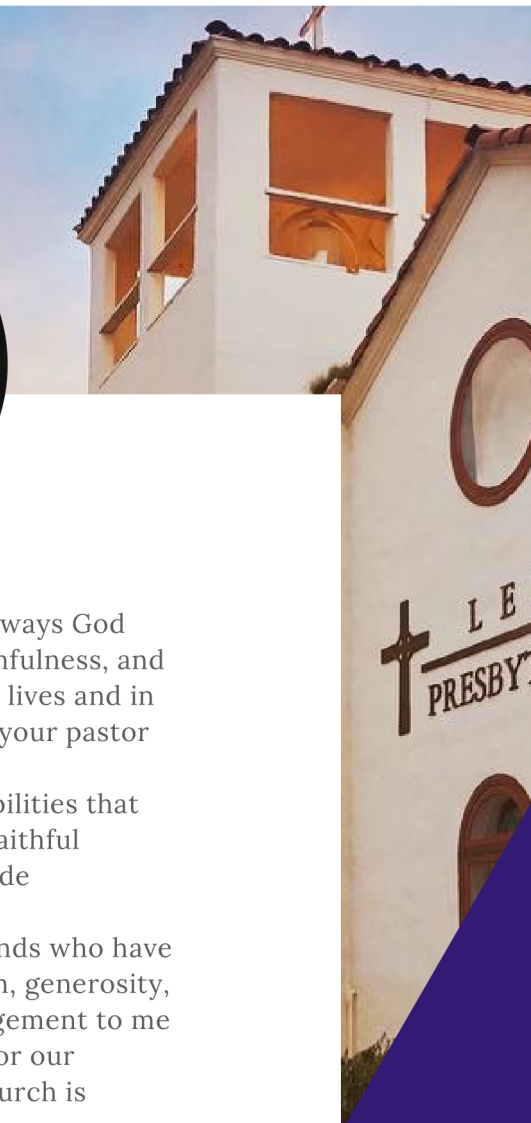 ways God
nfulness, and
lives and in
your pastor
bilities that
aithful
de
nds who have
n, generosity,
gement to me
or our
urch is
L E
PRESBYT